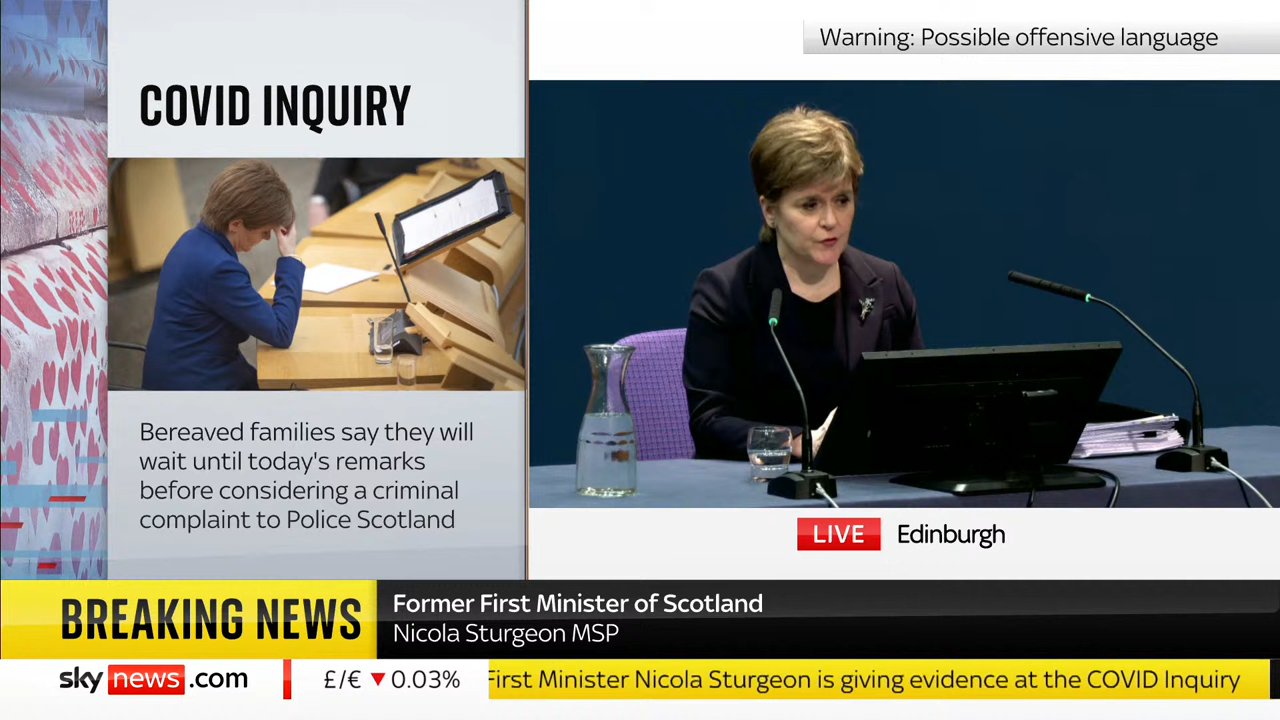 Warning: Possible offensive language
COVID INQUIRY
Bereaved families say they will
wait until today's remarks
before considering a criminal
complaint to Police Scotland
LIVE Edinburgh
BREAKING NEWS
Former First Minister of Scotland
Nicola Sturgeon MSP
sky news.com £/€ ▼ 0.03% First Minister Nicola Sturgeon is giving evidence at the COVID Inquiry